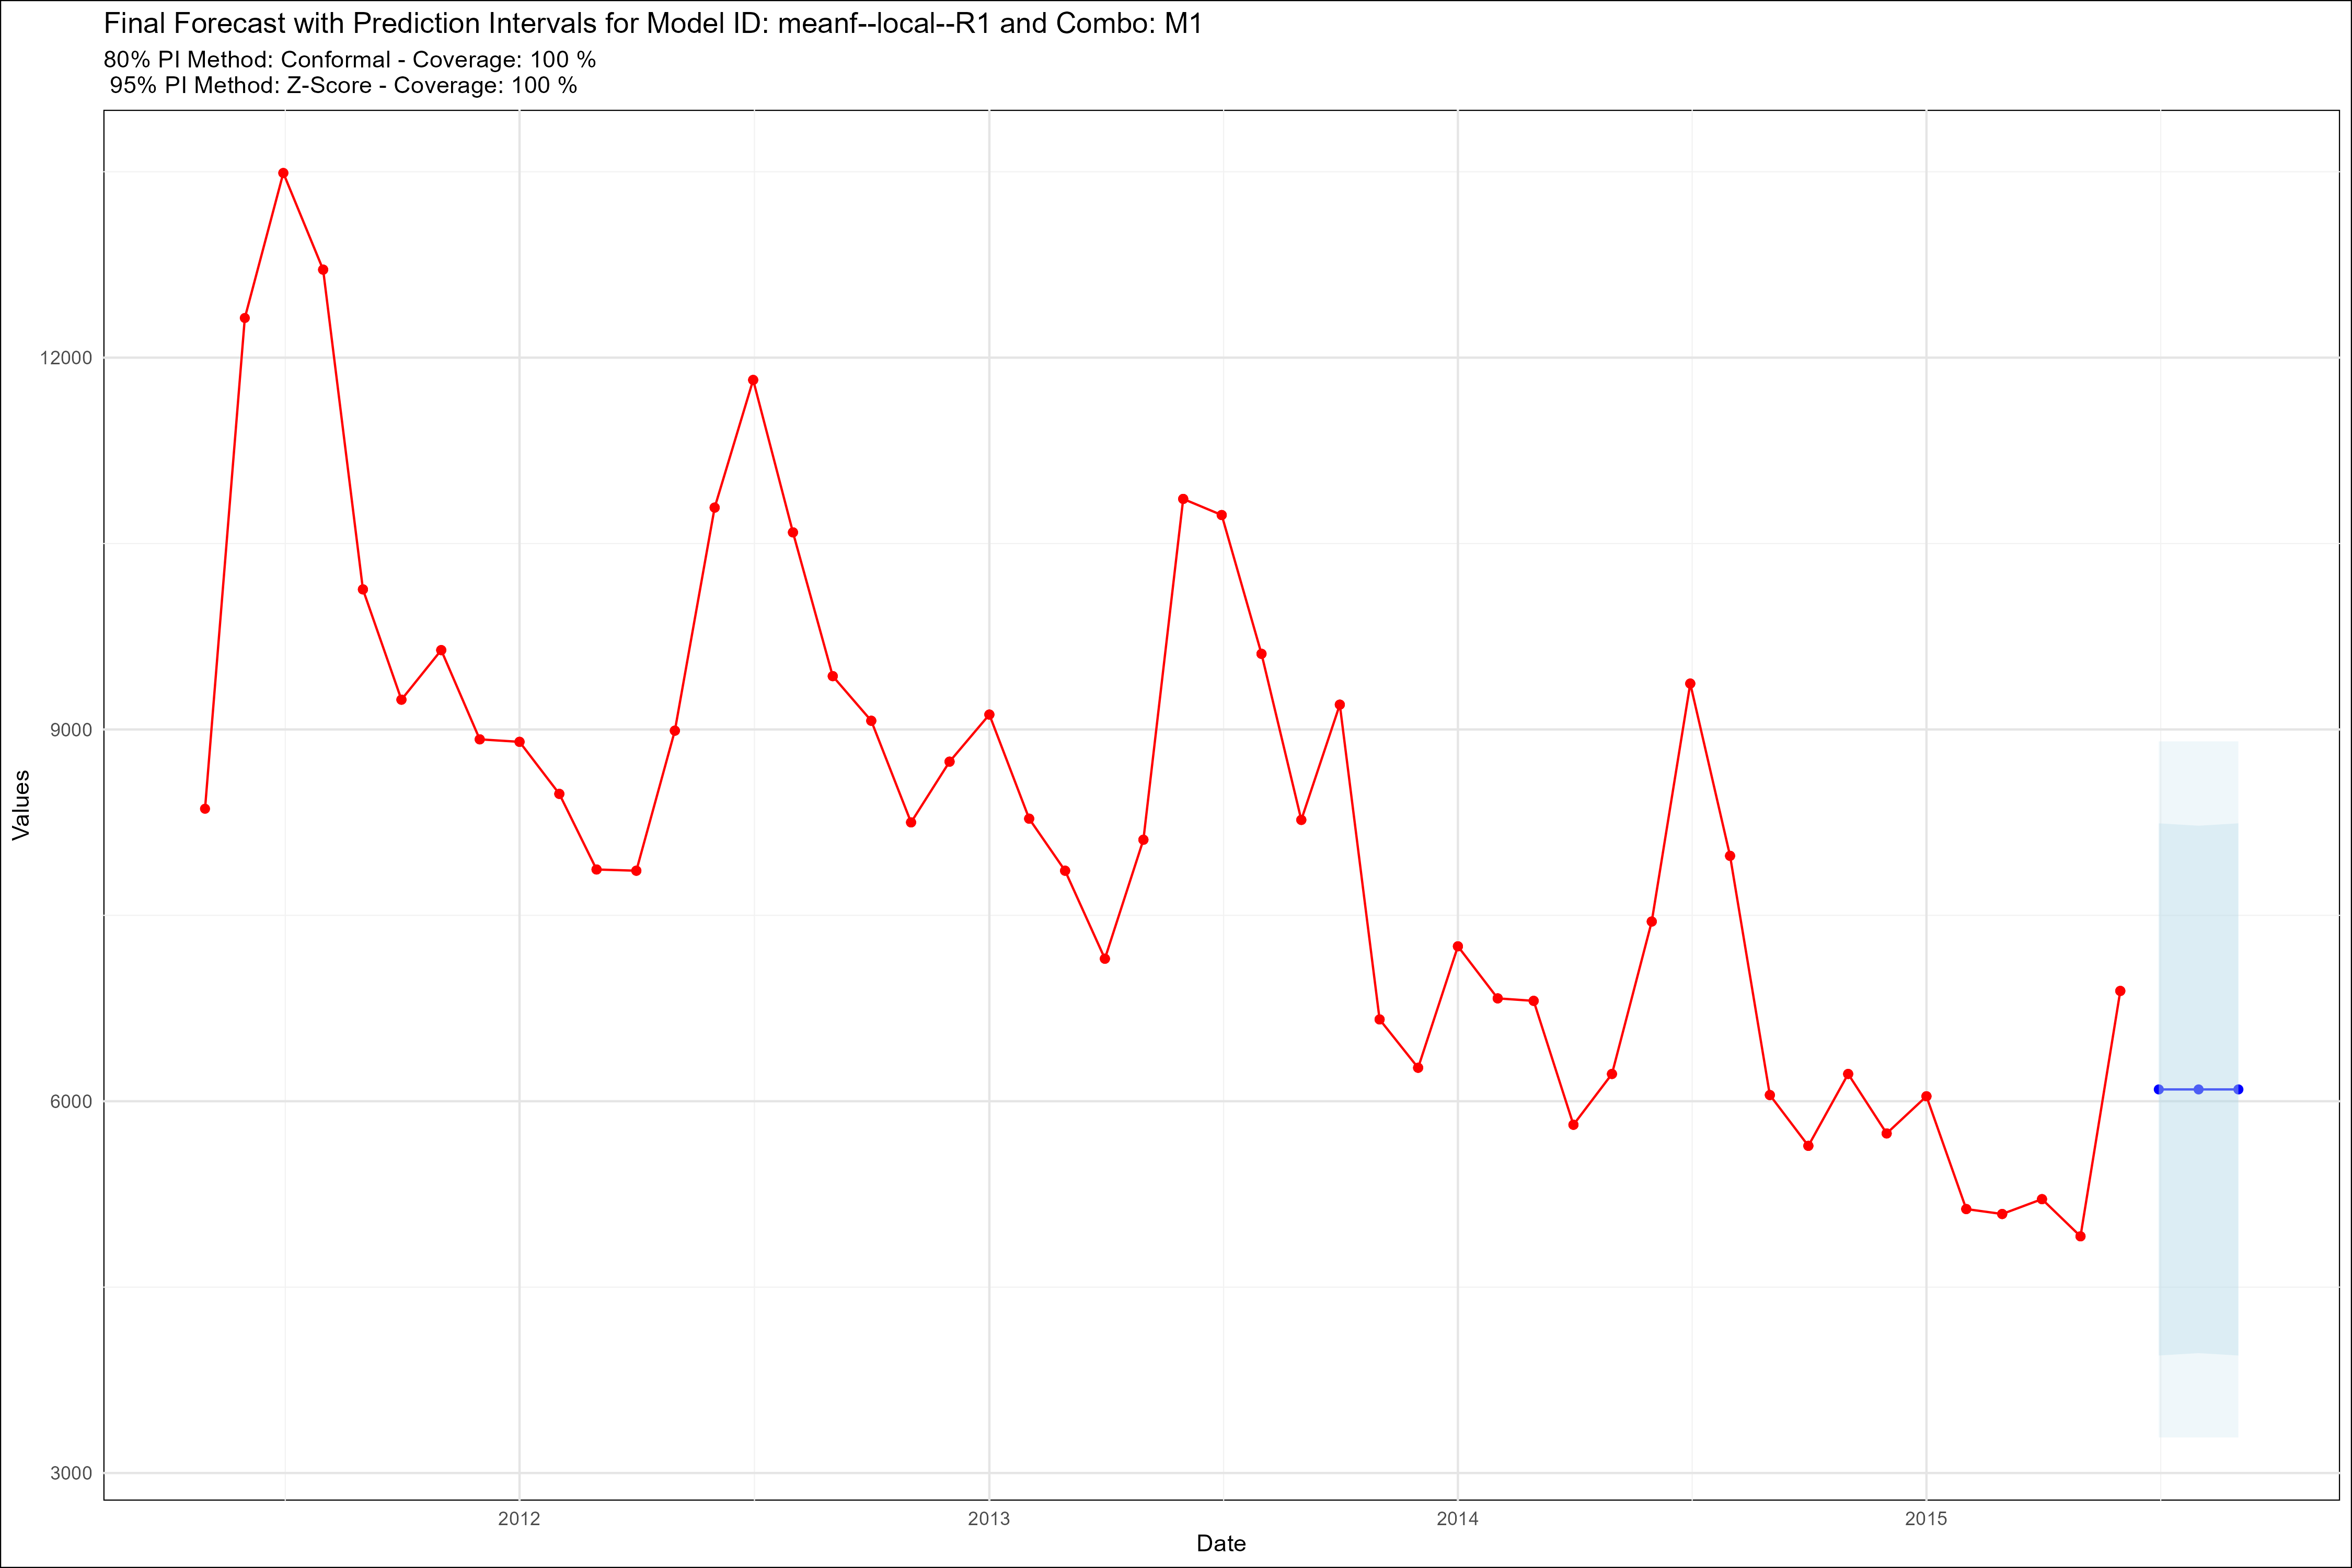 Final Forecast with Prediction Intervals for Model ID: meanf--local--R1 and Combo: M1
80% PI Method: Conformal - Coverage: 100 %
95% PI Method: Z-Score - Coverage: 100 %
12000
9000
6000
3000
Values
2012
2013
2014
2015
Date